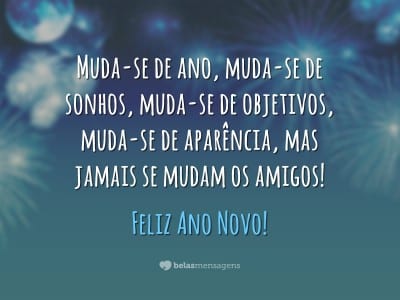 Muda-se de ano, muda-se de
sonhos, muda-se de objetivos,
muda-se de aparência, mas
jamais se mudam os amigos!
Feliz Ano Novo!
belasmensagens